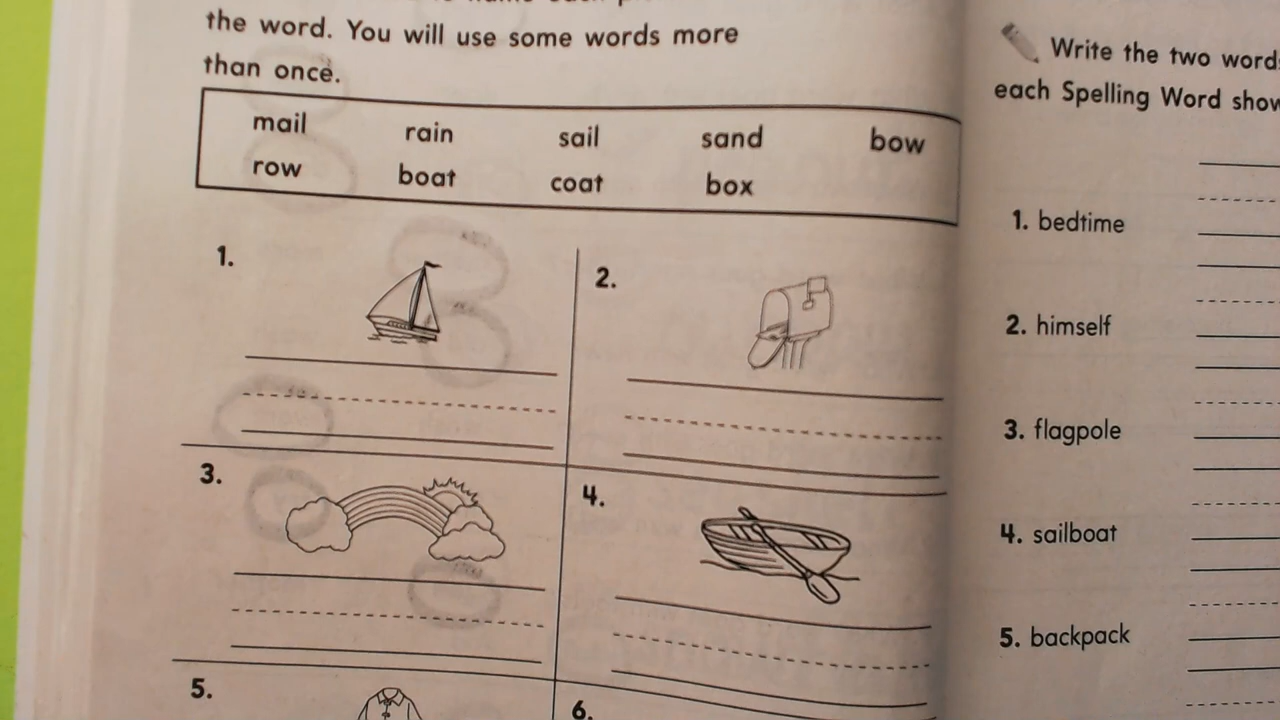 the word. You will use some words more
than once.
mail rain sail sand bow
row boat coat box
1.
2.
3.
4.
5.
6.
Write the two words
each Spelling Word show
1. bedtime
2. himself
3. flagpole
4. sailboat
5. backpack